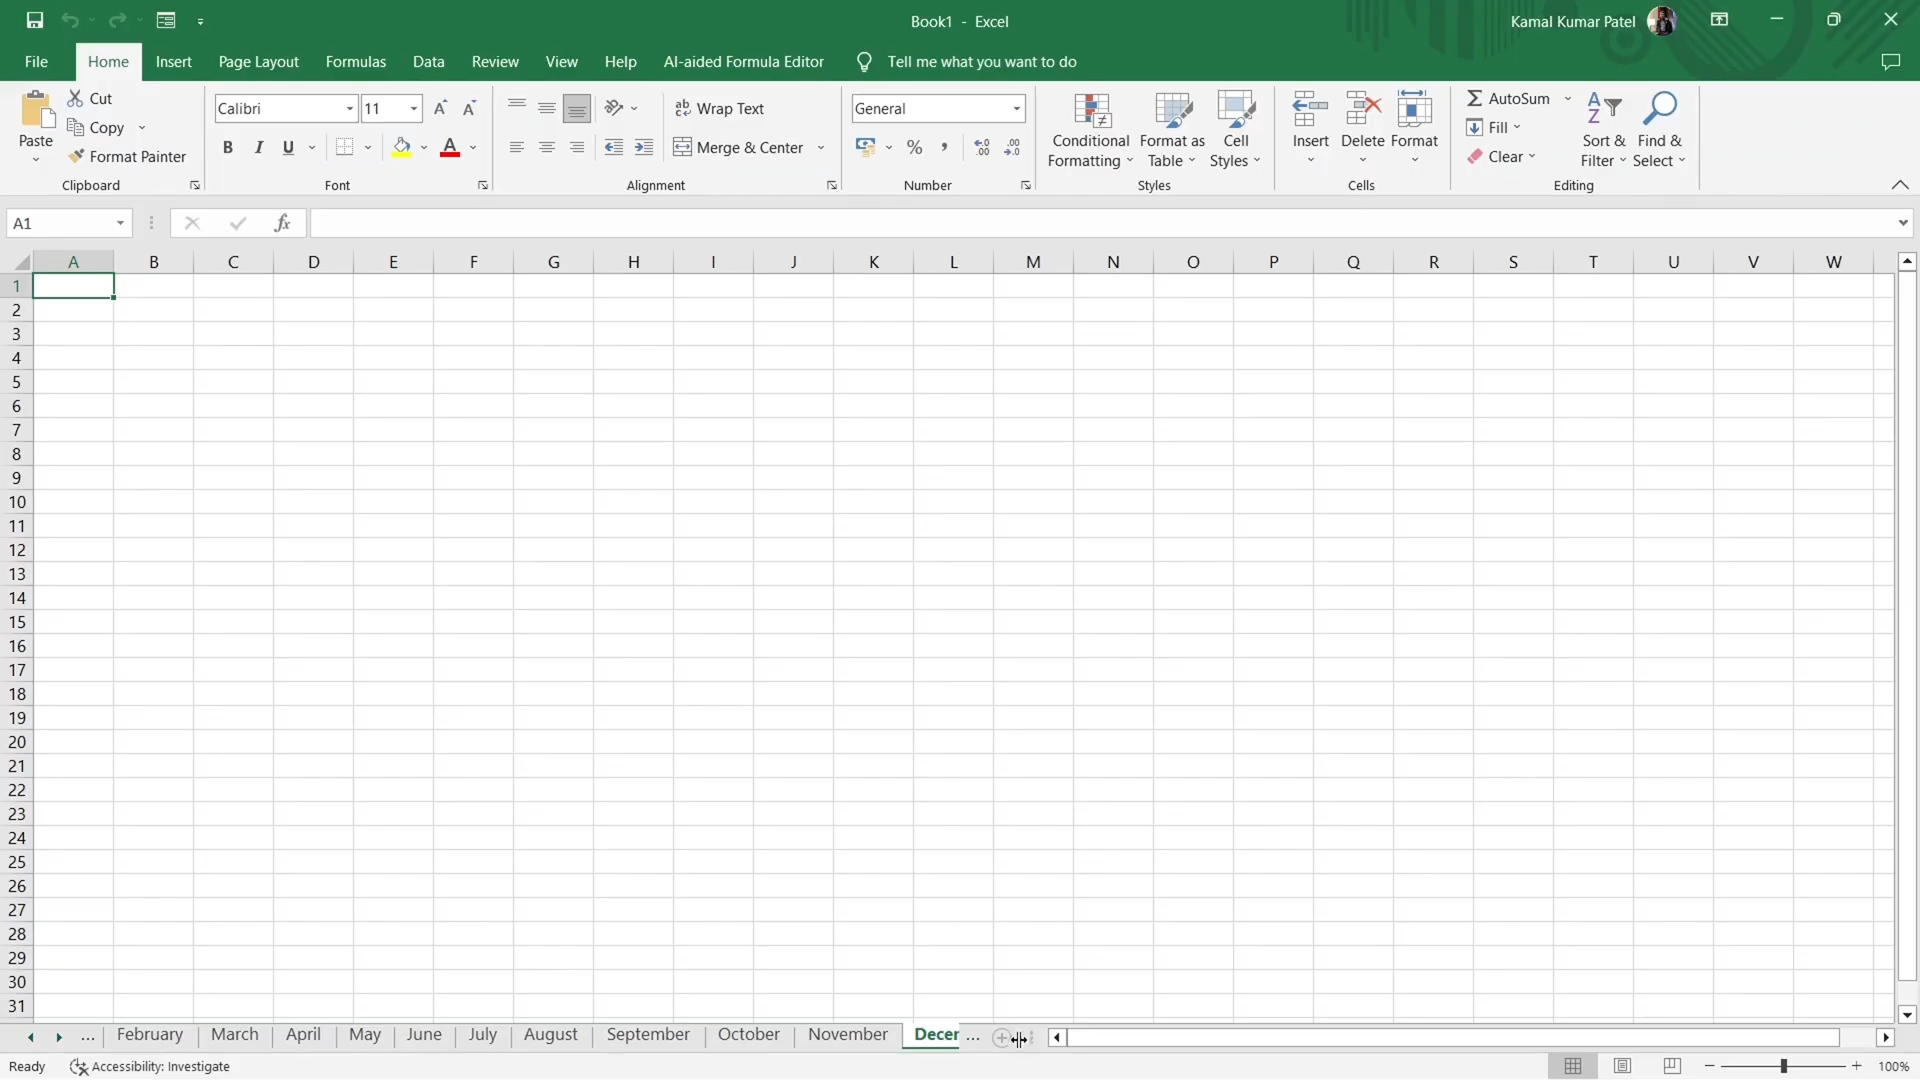 Book1 - Excel
Kamal Kumar Patel
File Home Insert Page Layout Formulas Data Review View Help AI-aided Formula Editor Tell me what you want to do
Paste
Cut
Copy
Format Painter
Clipboard
Calibri 11
B I U A
Font
ab Wrap Text
Merge & Center
Alignment
General
% ,
Number
Conditional Formatting
Format as Table
Cell Styles
Styles
Insert Delete Format
Cells
AutoSum
Fill
Clear
Sort & Filter
Find & Select
Editing
A1 fx
A B C D E F G H I J K L M N O P Q R S T U V W
1
2
3
4
5
6
7
8
9
10
11
12
13
14
15
16
17
18
19
20
21
22
23
24
25
26
27
28
29
30
31
... February March April May June July August September October November Decer ...
Ready Accessibility: Investigate 100%